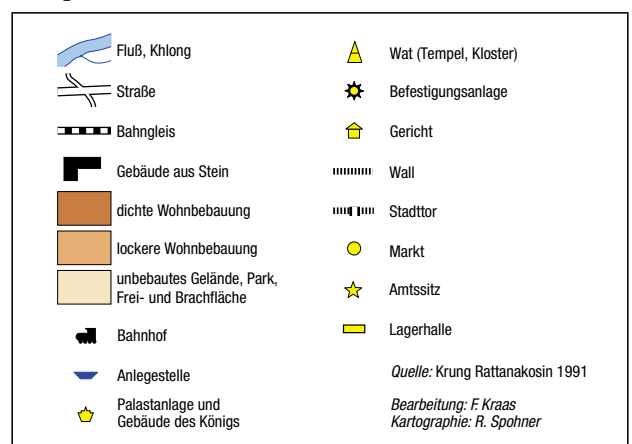 Fluß, Khlong
Straße
Bahngleis
Gebäude aus Stein
dichte Wohnbebauung
lockere Wohnbebauung
unbebautes Gelände, Park,
Frei- und Brachfläche
Bahnhof
Anlegestelle
Palastanlage und
Gebäude des Königs
Wat (Tempel, Kloster)
Befestigungsanlage
Gericht
Wall
Stadttor
Markt
Amtssitz
Lagerhalle
Quelle: Krung Rattanakosin 1991
Bearbeitung: F. Kraas
Kartographie: R. Spohner